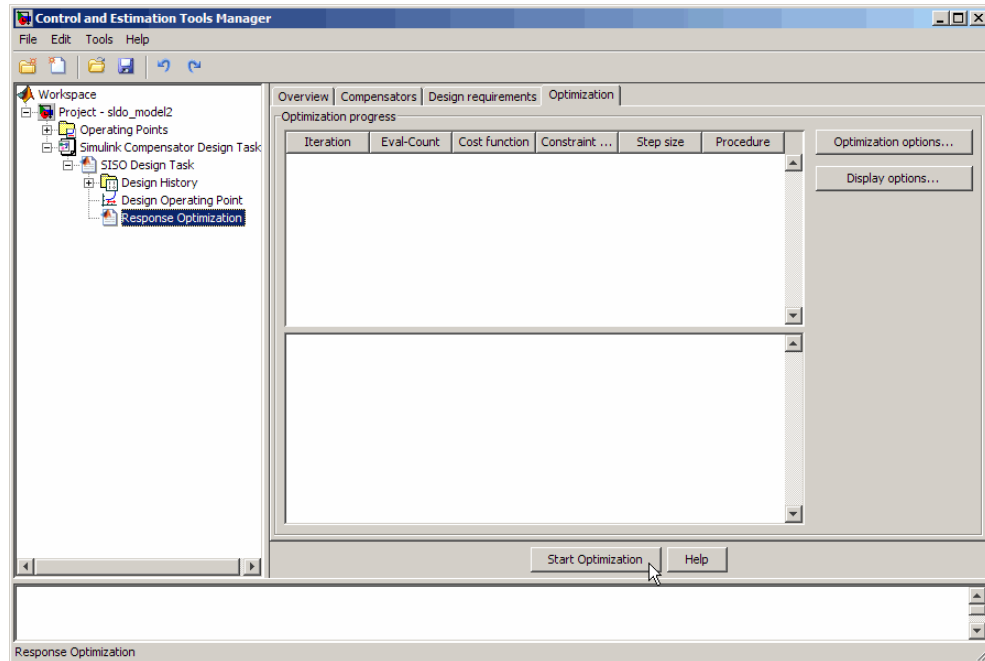 Control and Estimation Tools Manager
File Edit Tools Help
Workspace
Project - sldo_model2
Operating Points
Simulink Compensator Design Task
SISO Design Task
Design History
Design Operating Point
Response Optimization
Overview Compensators Design requirements Optimization
Optimization progress
Iteration Eval-Count Cost function Constraint ... Step size Procedure
Optimization options...
Display options...
Start Optimization Help
Response Optimization